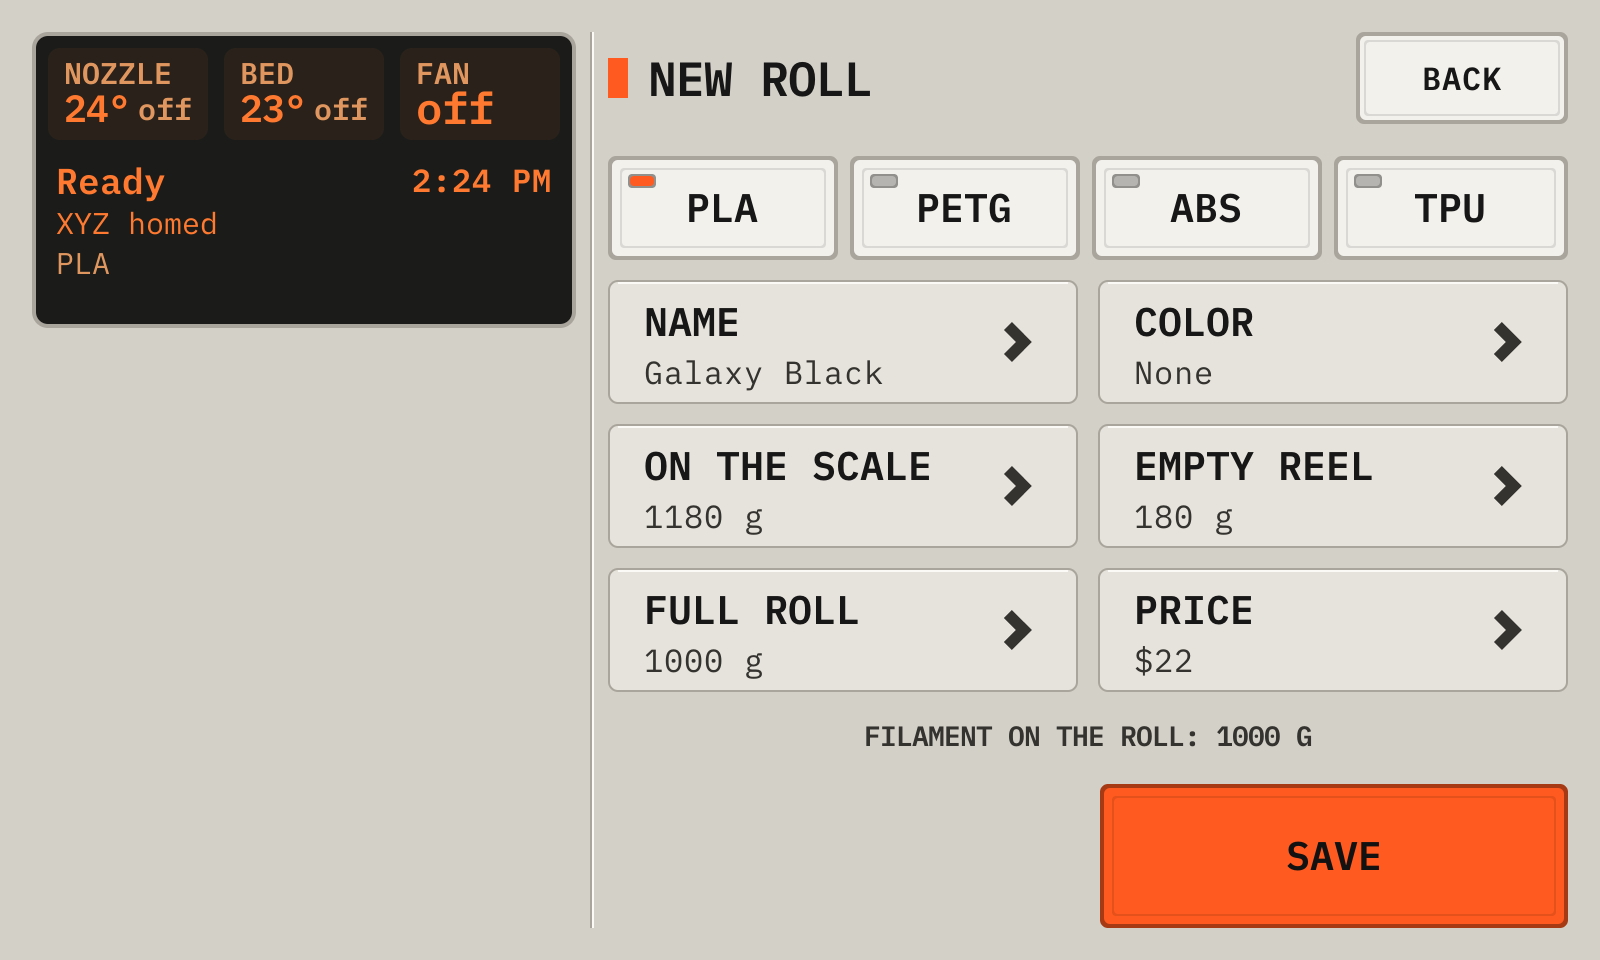 NOZZLE BED FAN
24° off 23° off off
Ready 2:24 PM
XYZ homed
PLA
NEW ROLL
BACK
PLA PETG ABS TPU
NAME
Galaxy Black
COLOR
None
ON THE SCALE
1180 g
EMPTY REEL
180 g
FULL ROLL
1000 g
PRICE
$22
FILAMENT ON THE ROLL: 1000 G
SAVE